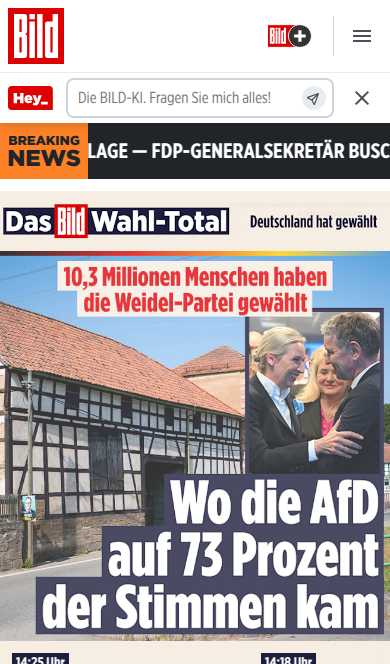 Bild
Bild +
Hey_
Die BILD-KI. Fragen Sie mich alles!
BREAKING
NEWS
LAGE — FDP-GENERALSEKRETÄR BUSC
Das Bild Wahl-Total
Deutschland hat gewählt
10,3 Millionen Menschen haben
die Weidel-Partei gewählt
Wo die AfD
auf 73 Prozent
der Stimmen kam
14:25 Uhr
14:18 Uhr